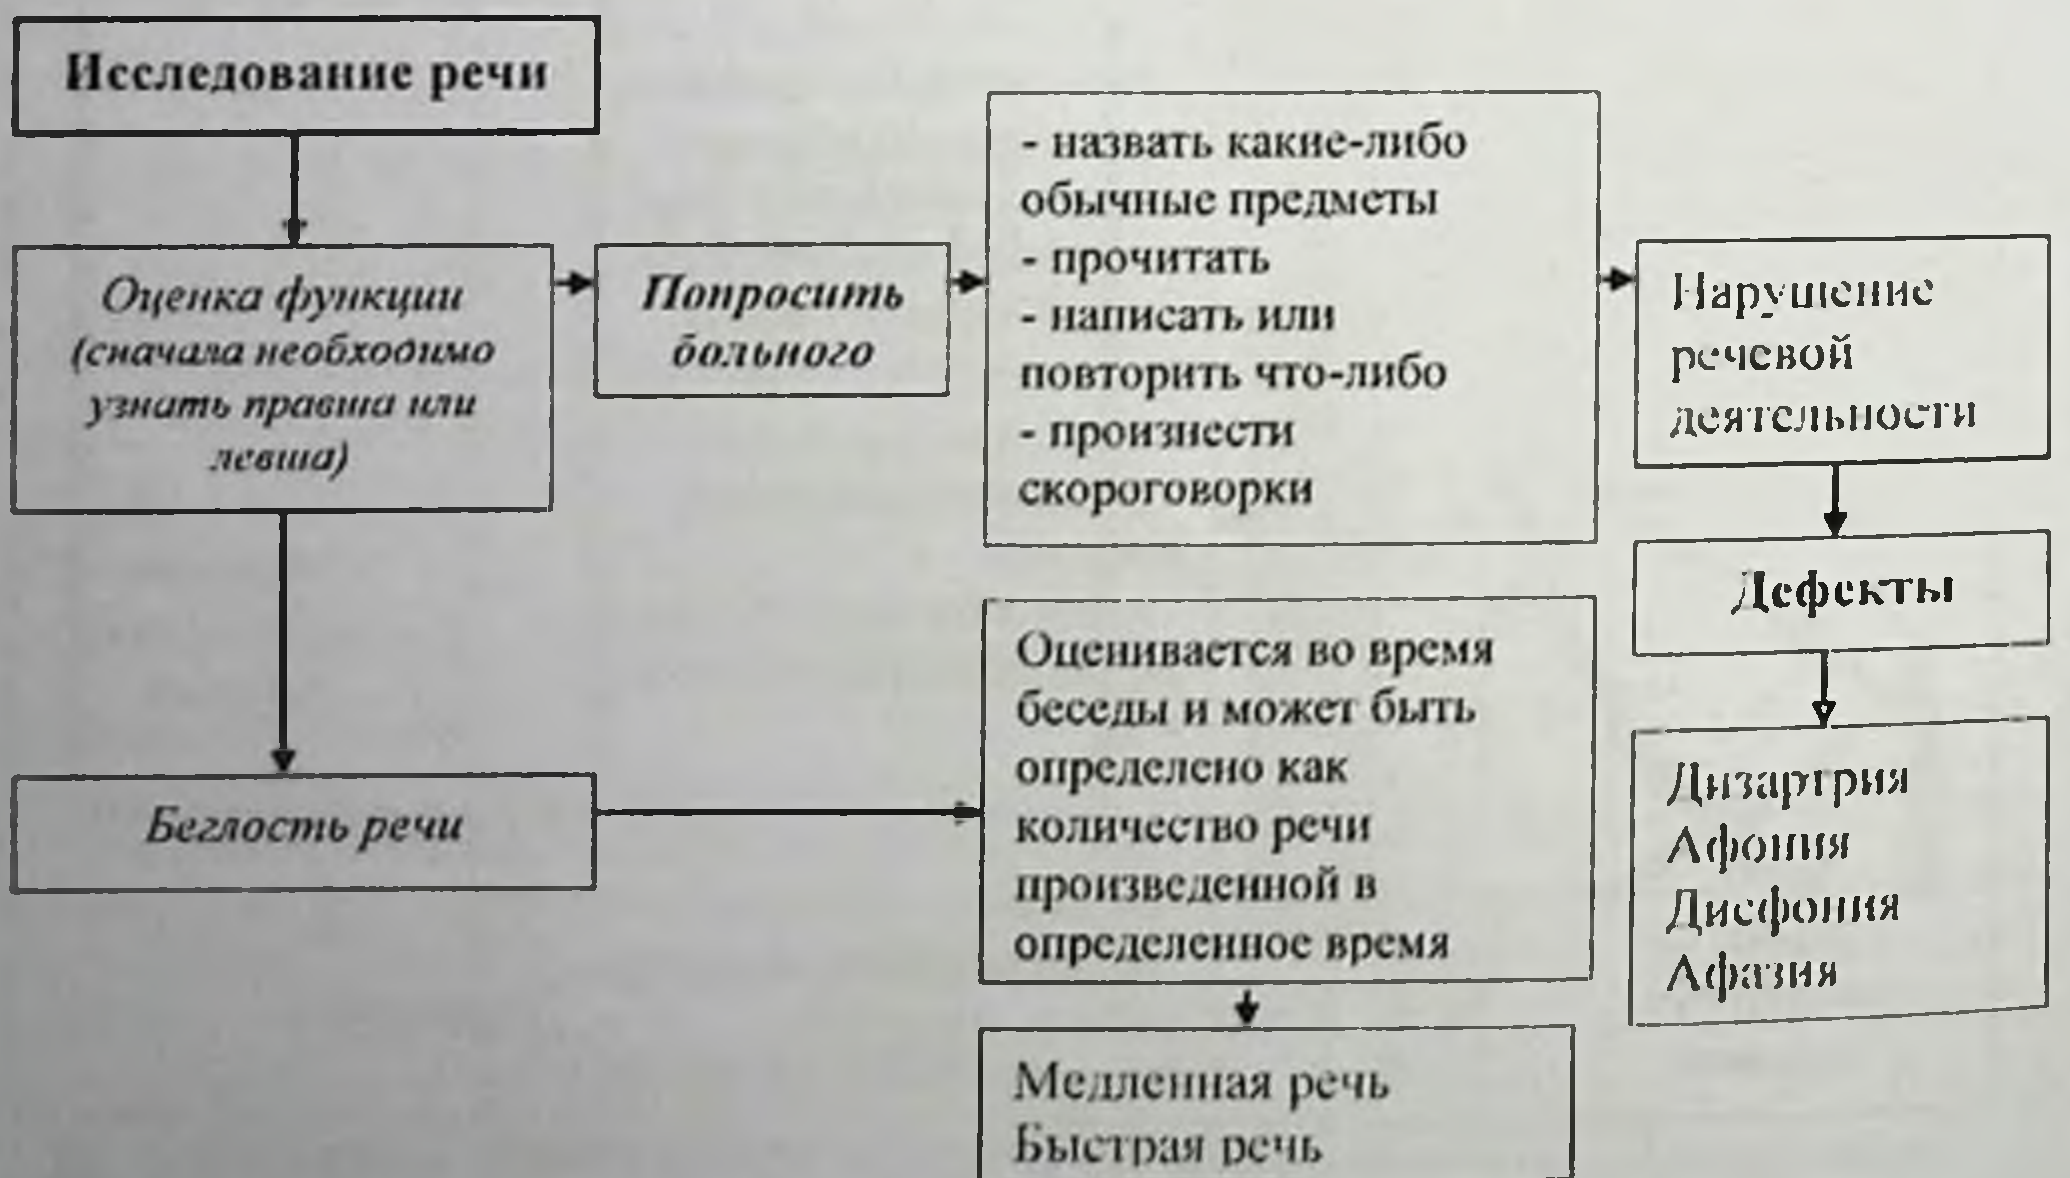 Исследование речи
Оценка функции
(сначала необходимо
узнать правша или
левша)
Попросить
больного
- назвать какие-либо
обычные предметы
- прочитать
- написать или
повторить что-либо
- произнести
скороговорки
Нарушение
речевой
деятельности
Дефекты
Дизартрия
Афония
Дисфония
Афазия
Беглость речи
Оценивается во время
беседы и может быть
определено как
количество речи
произведенной в
определенное время
Медленная речь
Быстрая речь